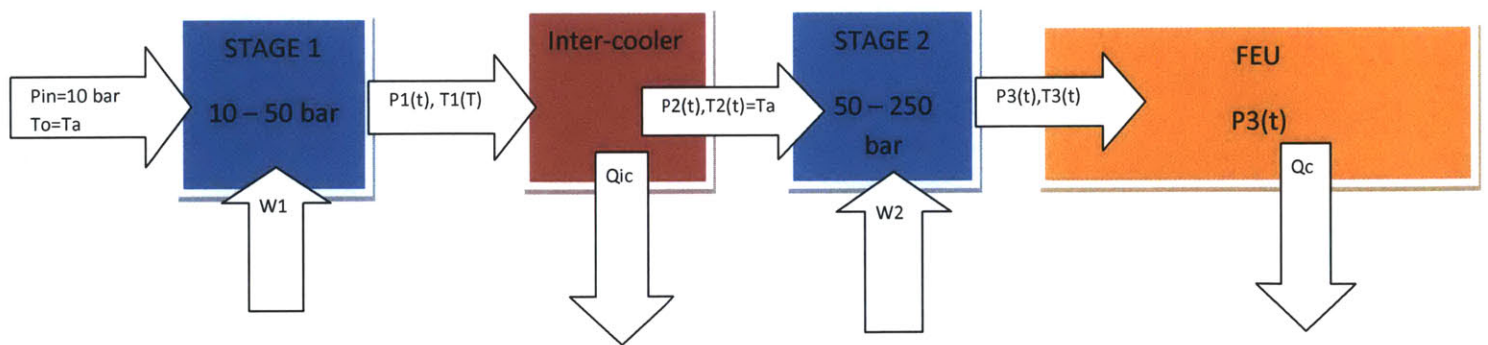 STAGE 1
10 – 50 bar
Inter-cooler
STAGE 2
50 – 250
bar
FEU
P3(t)
Pin=10 bar
To=Ta
P1(t), T1(T)
P2(t),T2(t)=Ta
P3(t),T3(t)
W1
Qic
W2
Qc